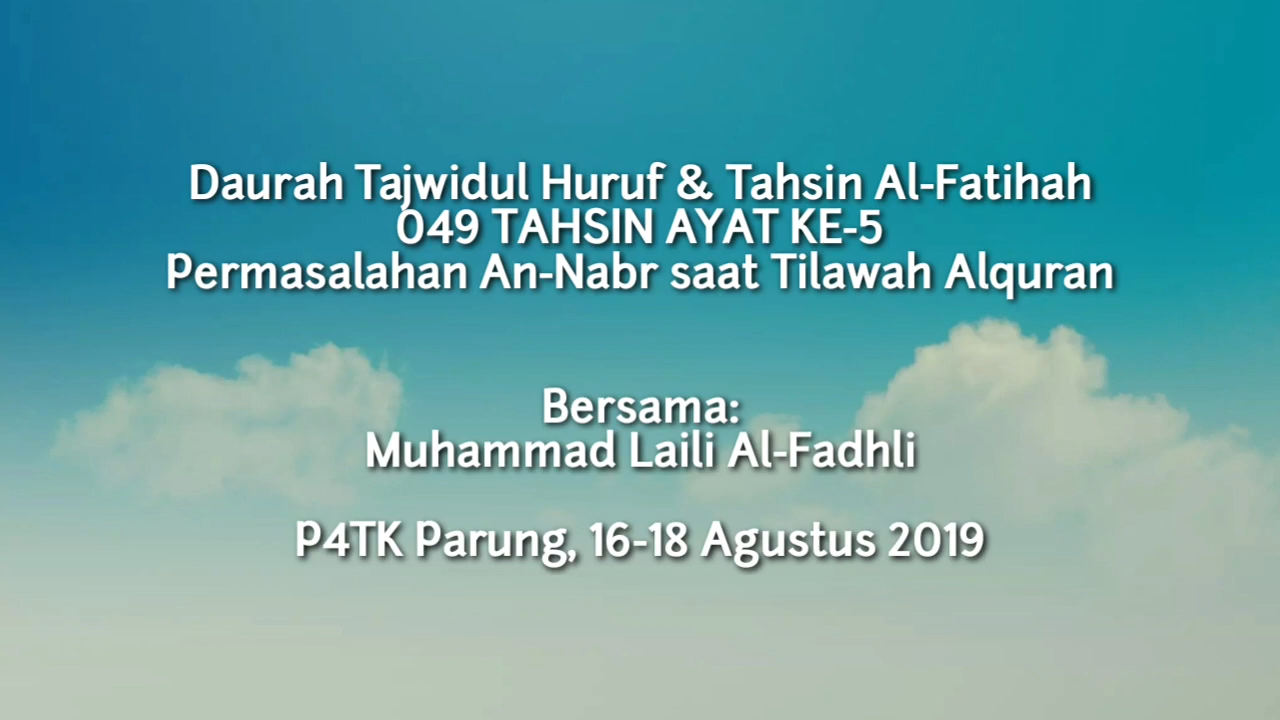 Daurah Tajwidul Huruf & Tahsin Al-Fatihah
049 TAHSIN AYAT KE-5
Permasalahan An-Nabr saat Tilawah Alquran
Bersama:
Muhammad Laili Al-Fadhli
P4TK Parung, 16-18 Agustus 2019